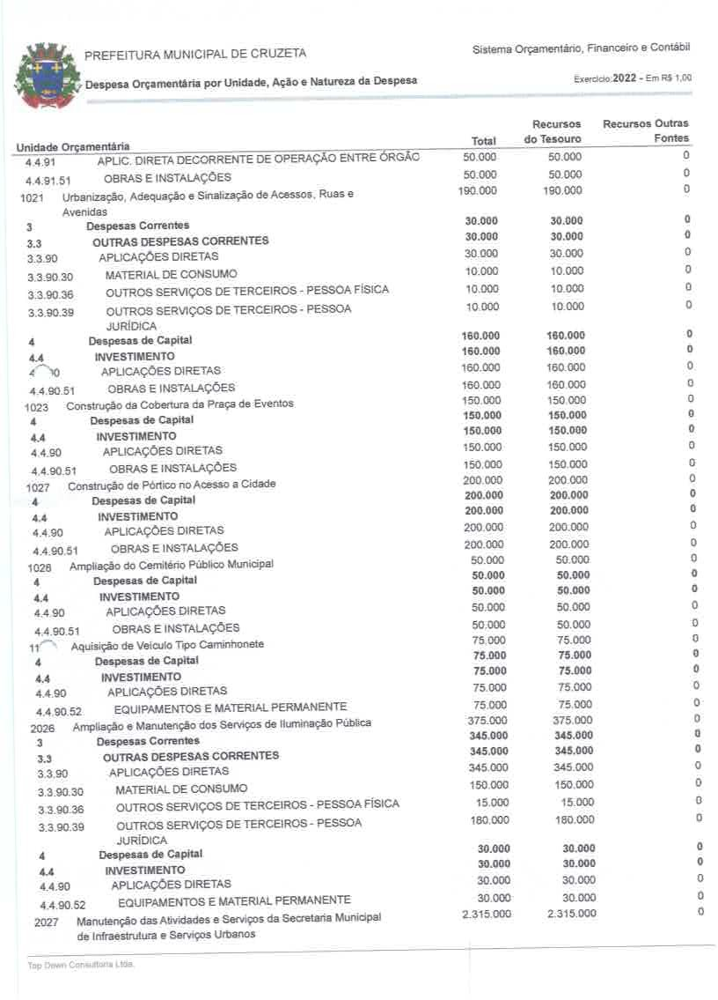 PREFEITURA MUNICIPAL DE CRUZETA
Sistema Orçamentário, Financeiro e Contábil
Despesa Orçamentária por Unidade, Ação e Natureza da Despesa
Exercício:2022 - Em R$ 1,00
Unidade Orçamentária Total Recursos do Tesouro Recursos Outras Fontes
4.4.91 APLIC. DIRETA DECORRENTE DE OPERAÇÃO ENTRE ÓRGÃO 50.000 50.000 0
4.4.91.51 OBRAS E INSTALAÇÕES 50.000 50.000 0
1021 Urbanização, Adequação e Sinalização de Acessos, Ruas e 190.000 190.000 0
Avenidas
3 Despesas Correntes 30.000 30.000 0
3.3 OUTRAS DESPESAS CORRENTES 30.000 30.000 0
3.3.90 APLICAÇÕES DIRETAS 30.000 30.000 0
3.3.90.30 MATERIAL DE CONSUMO 10.000 10.000 0
3.3.90.36 OUTROS SERVIÇOS DE TERCEIROS - PESSOA FÍSICA 10.000 10.000 0
3.3.90.39 OUTROS SERVIÇOS DE TERCEIROS - PESSOA 10.000 10.000 0
JURÍDICA
4 Despesas de Capital 160.000 160.000 0
4.4 INVESTIMENTO 160.000 160.000 0
APLICAÇÕES DIRETAS 160.000 160.000 0
4.4.90.51 OBRAS E INSTALAÇÕES 160.000 160.000 0
1023 Construção da Cobertura da Praça de Eventos 150.000 150.000 0
4 Despesas de Capital 150.000 150.000 0
4.4 INVESTIMENTO 150.000 150.000 0
4.4.90 APLICAÇÕES DIRETAS 150.000 150.000 0
4.4.90.51 OBRAS E INSTALAÇÕES 150.000 150.000 0
1027 Construção de Pórtico no Acesso a Cidade 200.000 200.000 0
4 Despesas de Capital 200.000 200.000 0
4.4 INVESTIMENTO 200.000 200.000 0
4.4.90 APLICAÇÕES DIRETAS 200.000 200.000 0
4.4.90.51 OBRAS E INSTALAÇÕES 200.000 200.000 0
1028 Ampliação do Cemitério Público Municipal 50.000 50.000 0
4 Despesas de Capital 50.000 50.000 0
4.4 INVESTIMENTO 50.000 50.000 0
4.4.90 APLICAÇÕES DIRETAS 50.000 50.000 0
4.4.90.51 OBRAS E INSTALAÇÕES 50.000 50.000 0
Aquisição de Veículo Tipo Caminhonete 75.000 75.000 0
4 Despesas de Capital 75.000 75.000 0
4.4 INVESTIMENTO 75.000 75.000 0
4.4.90 APLICAÇÕES DIRETAS 75.000 75.000 0
4.4.90.52 EQUIPAMENTOS E MATERIAL PERMANENTE 75.000 75.000 0
2026 Ampliação e Manutenção dos Serviços de Iluminação Pública 375.000 375.000 0
3 Despesas Correntes 345.000 345.000 0
3.3 OUTRAS DESPESAS CORRENTES 345.000 345.000 0
3.3.90 APLICAÇÕES DIRETAS 345.000 345.000 0
3.3.90.30 MATERIAL DE CONSUMO 150.000 150.000 0
3.3.90.36 OUTROS SERVIÇOS DE TERCEIROS - PESSOA FÍSICA 15.000 15.000 0
3.3.90.39 OUTROS SERVIÇOS DE TERCEIROS - PESSOA 180.000 180.000 0
JURÍDICA
4 Despesas de Capital 30.000 30.000 0
4.4 INVESTIMENTO 30.000 30.000 0
4.4.90 APLICAÇÕES DIRETAS 30.000 30.000 0
4.4.90.52 EQUIPAMENTOS E MATERIAL PERMANENTE 30.000 30.000 0
2027 Manutenção das Atividades e Serviços da Secretaria Municipal 2.315.000 2.315.000 0
de Infraestrutura e Serviços Urbanos
Top Down Consultoria Ltda.